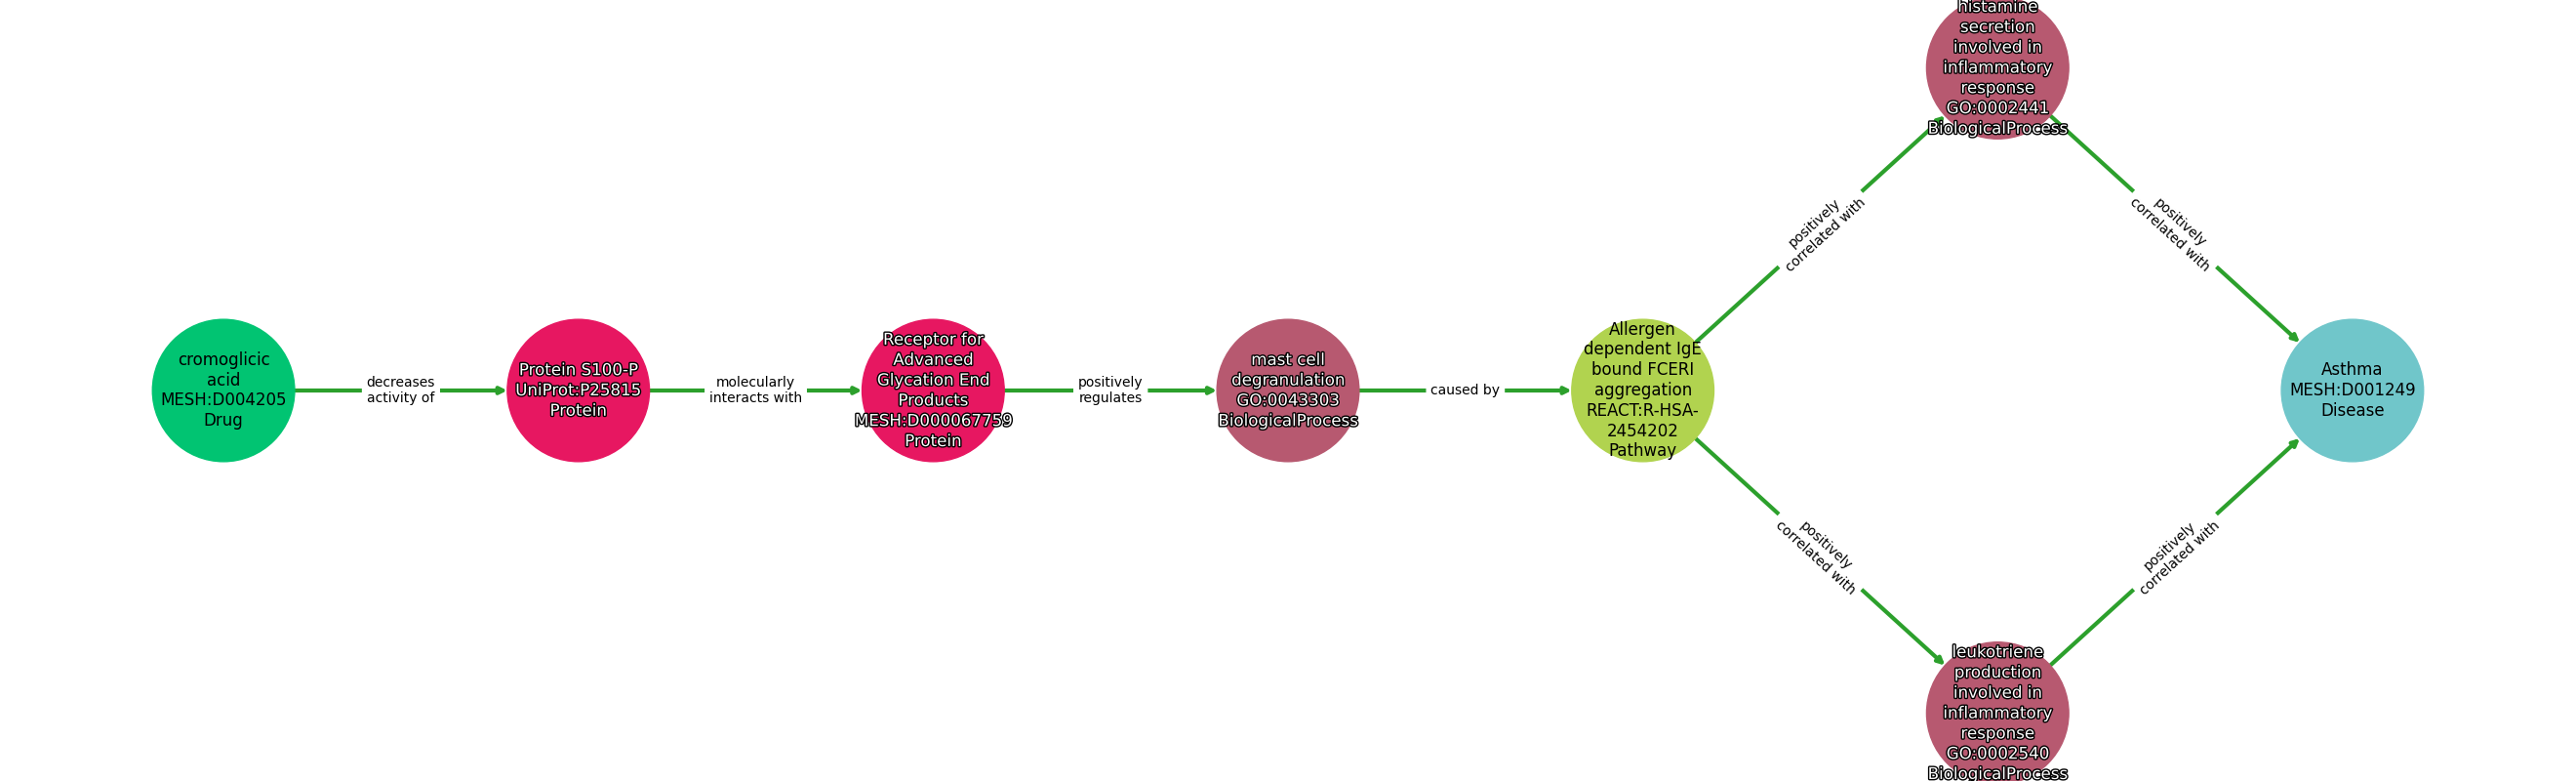 cromoglicic
acid
MESH:D004205
Drug
decreases
activity of
Protein S100-P
UniProt:P25815
Protein
molecularly
interacts with
Receptor for
Advanced
Glycation End
Products
MESH:D000067759
Protein
positively
regulates
mast cell
degranulation
GO:0043303
BiologicalProcess
caused by
Allergen
dependent IgE
bound FCERI
aggregation
REACT:R-HSA-
2454202
Pathway
positively
correlated with
histamine
secretion
involved in
inflammatory
response
GO:0002441
BiologicalProcess
positively
correlated with
positively
correlated with
leukotriene
production
involved in
inflammatory
response
GO:0002540
BiologicalProcess
positively
correlated with
Asthma
MESH:D001249
Disease